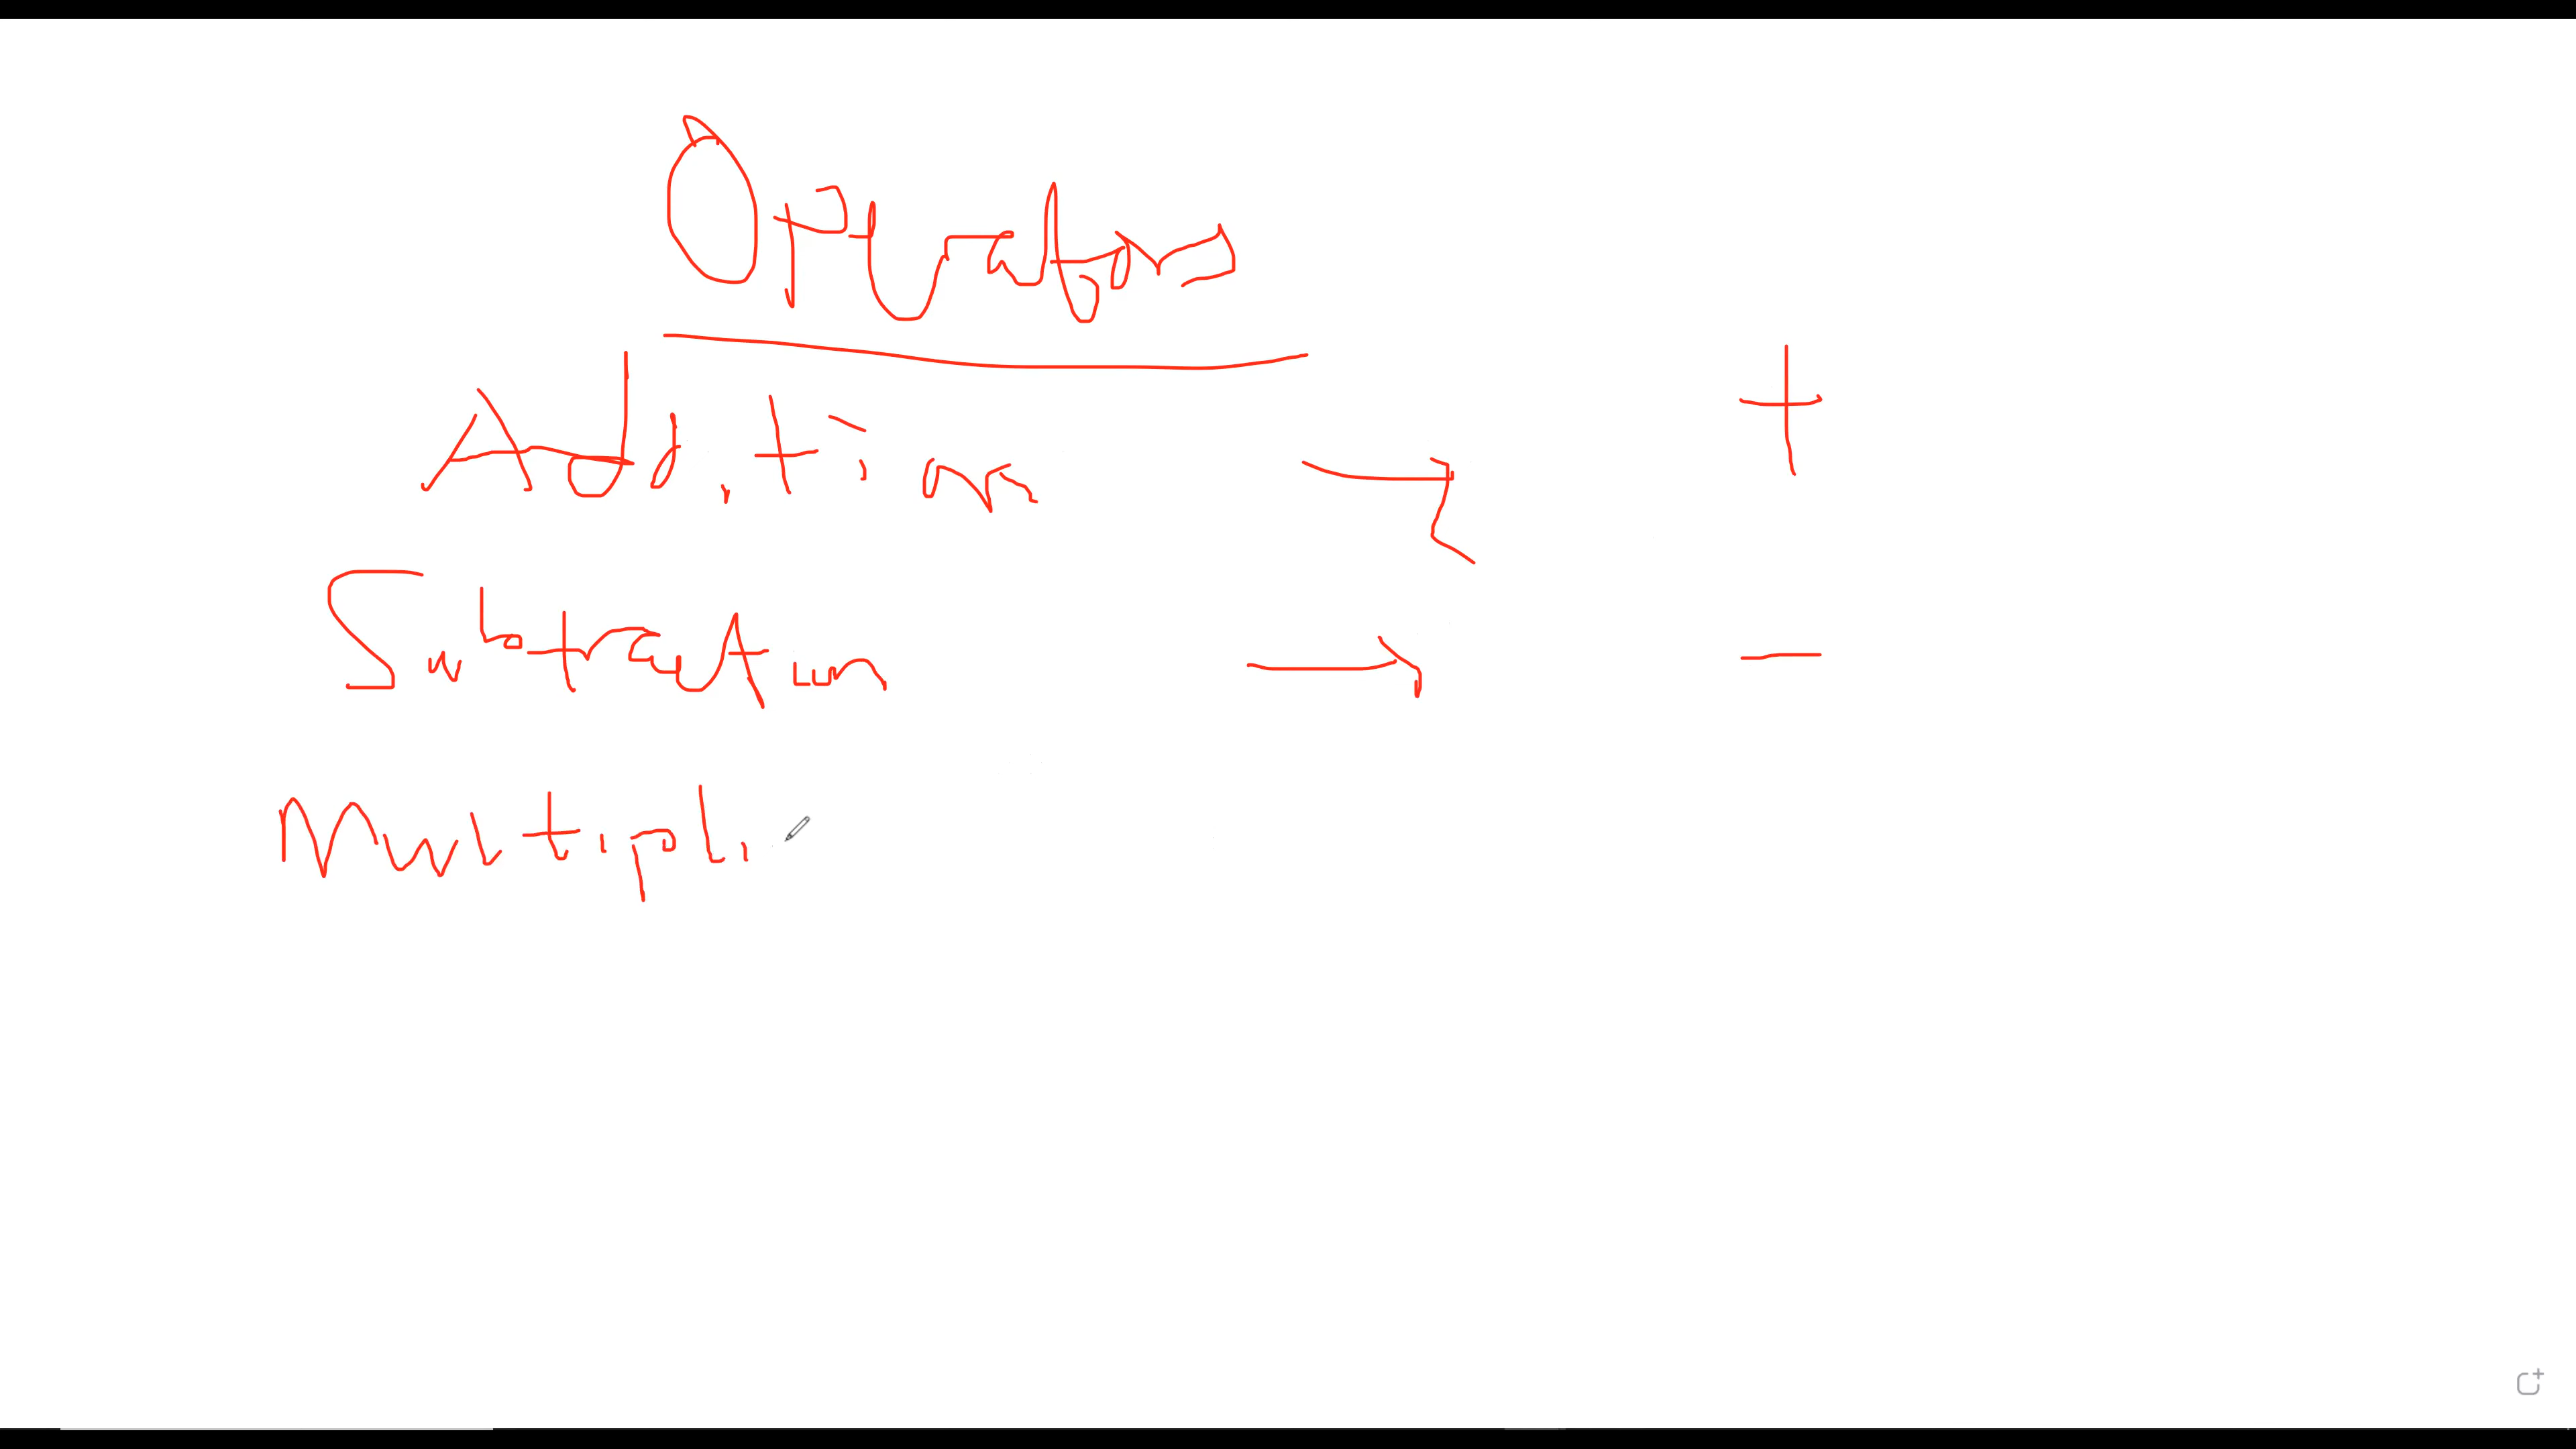 Operators
Addition → +
Subtraction → −
Multipli